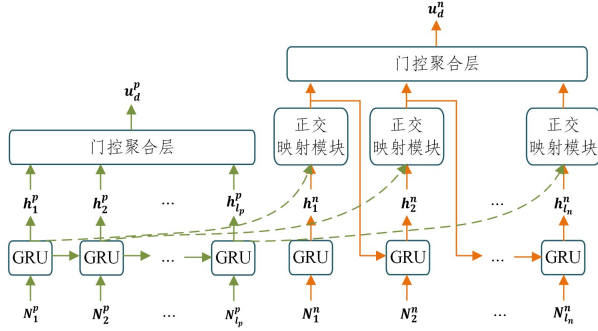 u_d^n
门控聚合层
u_d^p
正交
映射模块
正交
映射模块
...
正交
映射模块
门控聚合层
h_1^p h_2^p ... h_{l_p}^p h_1^n h_2^n ... h_{l_n}^n
GRU GRU ... GRU GRU GRU ... GRU
N_1^p N_2^p ... N_{l_p}^p N_1^n N_2^n ... N_{l_n}^n